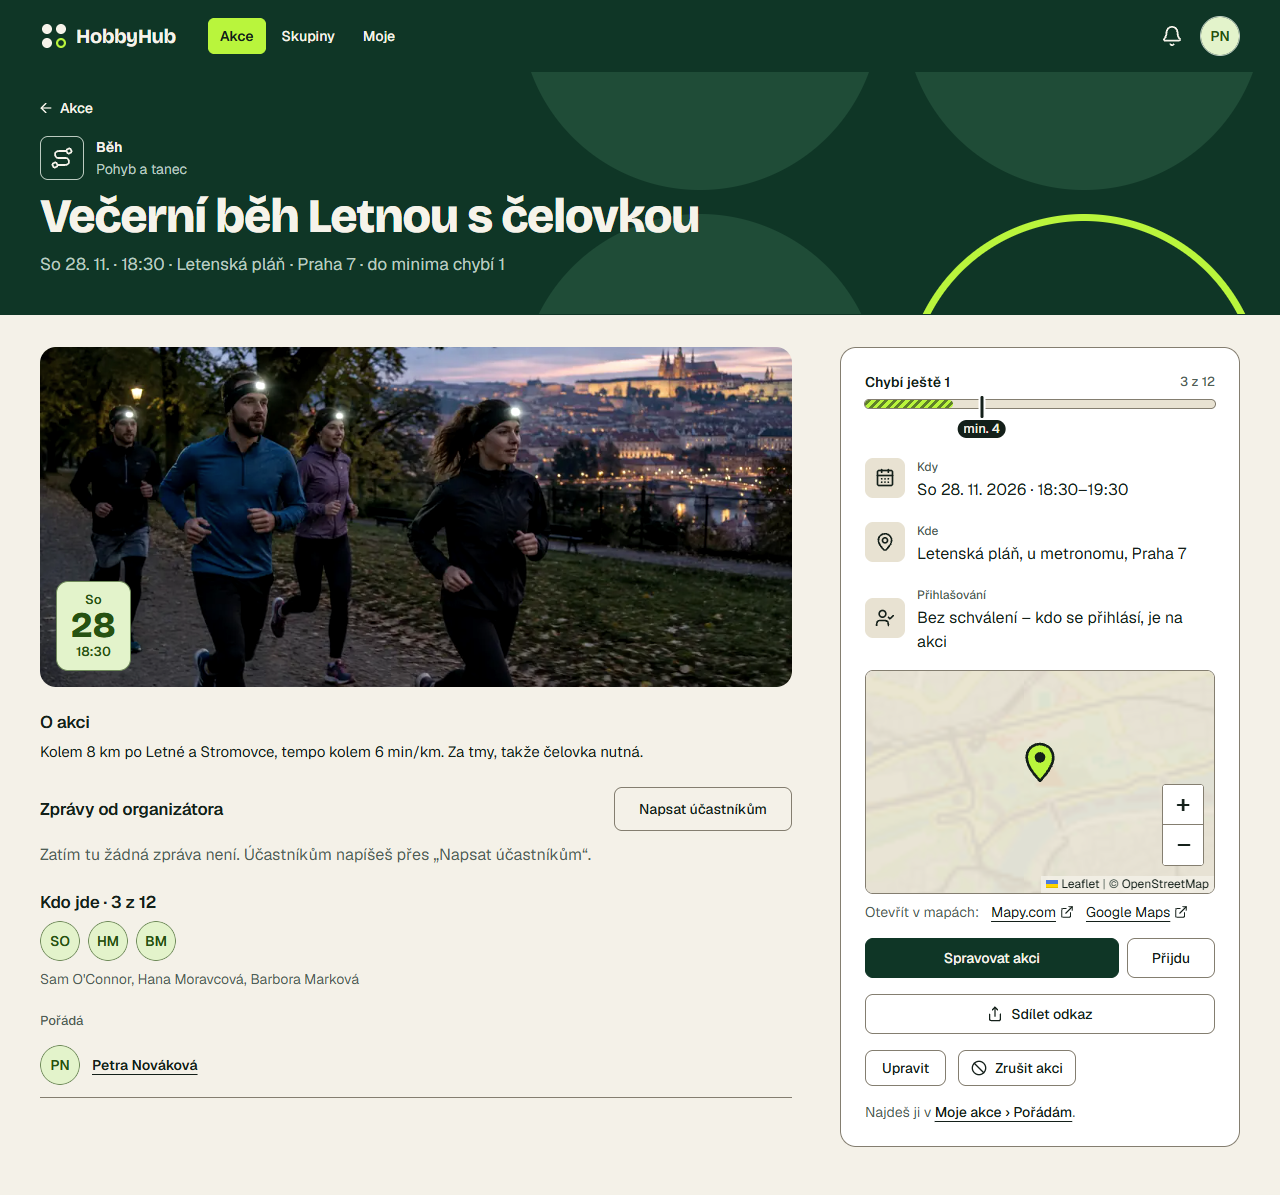 HobbyHub
Akce
Skupiny
Moje
PN
Akce
Běh
Pohyb a tanec
Večerní běh Letnou s čelovkou
So 28. 11. · 18:30 · Letenská pláň · Praha 7 · do minima chybí 1
So
28
18:30
O akci
Kolem 8 km po Letné a Stromovce, tempo kolem 6 min/km. Za tmy, takže čelovka nutná.
Zprávy od organizátora
Napsat účastníkům
Zatím tu žádná zpráva není. Účastníkům napíšeš přes „Napsat účastníkům“.
Kdo jde · 3 z 12
SO HM BM
Sam O'Connor, Hana Moravcová, Barbora Marková
Pořádá
PN Petra Nováková
Chybí ještě 1
3 z 12
min. 4
Kdy
So 28. 11. 2026 · 18:30–19:30
Kde
Letenská pláň, u metronomu, Praha 7
Přihlašování
Bez schválení – kdo se přihlásí, je na
akci
+
−
Leaflet | © OpenStreetMap
Otevřít v mapách: Mapy.com Google Maps
Spravovat akci
Přijdu
Sdílet odkaz
Upravit
Zrušit akci
Najdeš ji v Moje akce › Pořádám.